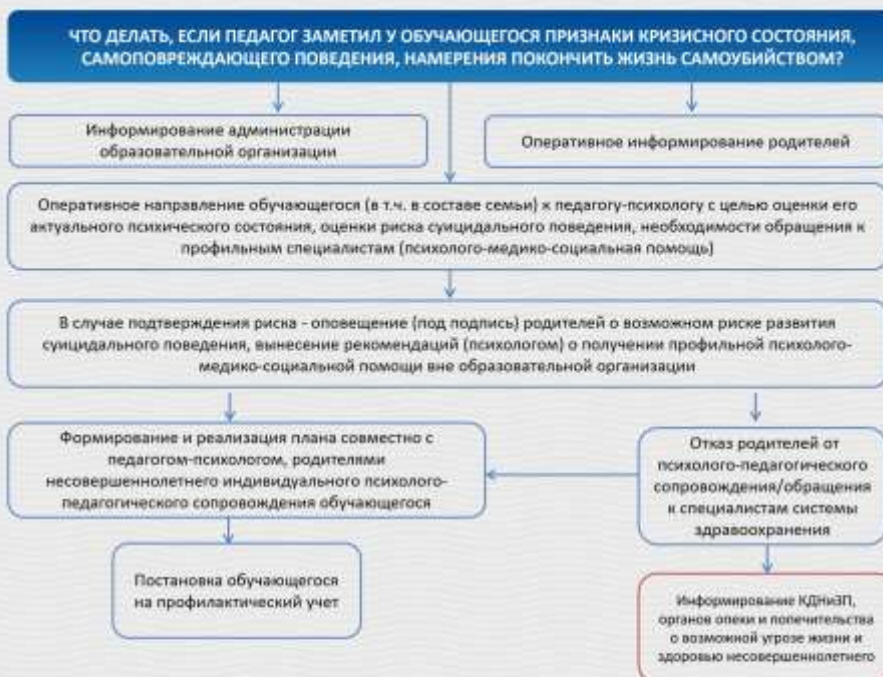 ЧТО ДЕЛАТЬ, ЕСЛИ ПЕДАГОГ ЗАМЕТИЛ У ОБУЧАЮЩЕГОСЯ ПРИЗНАКИ КРИЗИСНОГО СОСТОЯНИЯ,
САМОПОВРЕЖДАЮЩЕГО ПОВЕДЕНИЯ, НАМЕРЕНИЯ ПОКОНЧИТЬ ЖИЗНЬ САМОУБИЙСТВОМ?
Информирование администрации
образовательной организации
Оперативное информирование родителей
Оперативное направление обучающегося (в т.ч. в составе семьи) к педагогу-психологу с целью оценки его
актуального психического состояния, оценки риска суицидального поведения, необходимости обращения к
профильным специалистам (психолого-медико-социальная помощь)
В случае подтверждения риска - оповещение (под подпись) родителей о возможном риске развития
суицидального поведения, вынесение рекомендаций (психологом) о получении профильной психолого-
медико-социальной помощи вне образовательной организации
Формирование и реализация плана совместно с
педагогом-психологом, родителями
несовершеннолетнего индивидуального психолого-
педагогического сопровождения обучающегося
Отказ родителей от
психолого-педагогического
сопровождения/обращения
к специалистам системы
здравоохранения
Постановка обучающегося
на профилактический учет
Информирование КДНиЗП,
органов опеки и попечительства
о возможной угрозе жизни и
здоровью несовершеннолетнего